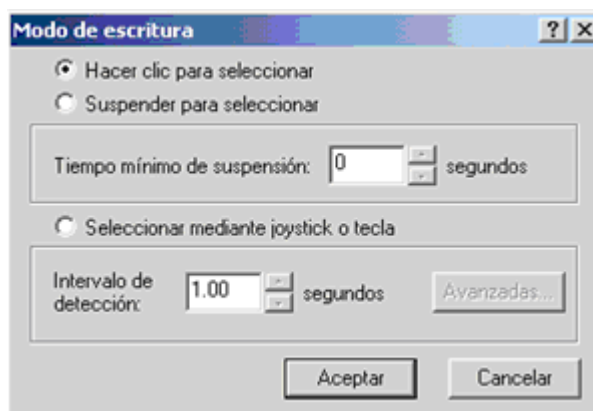 Modo de escritura
Hacer clic para seleccionar
Suspender para seleccionar
Tiempo mínimo de suspensión: 0 segundos
Seleccionar mediante joystick o tecla
Intervalo de
detección: 1.00 segundos Avanzadas...
Aceptar Cancelar